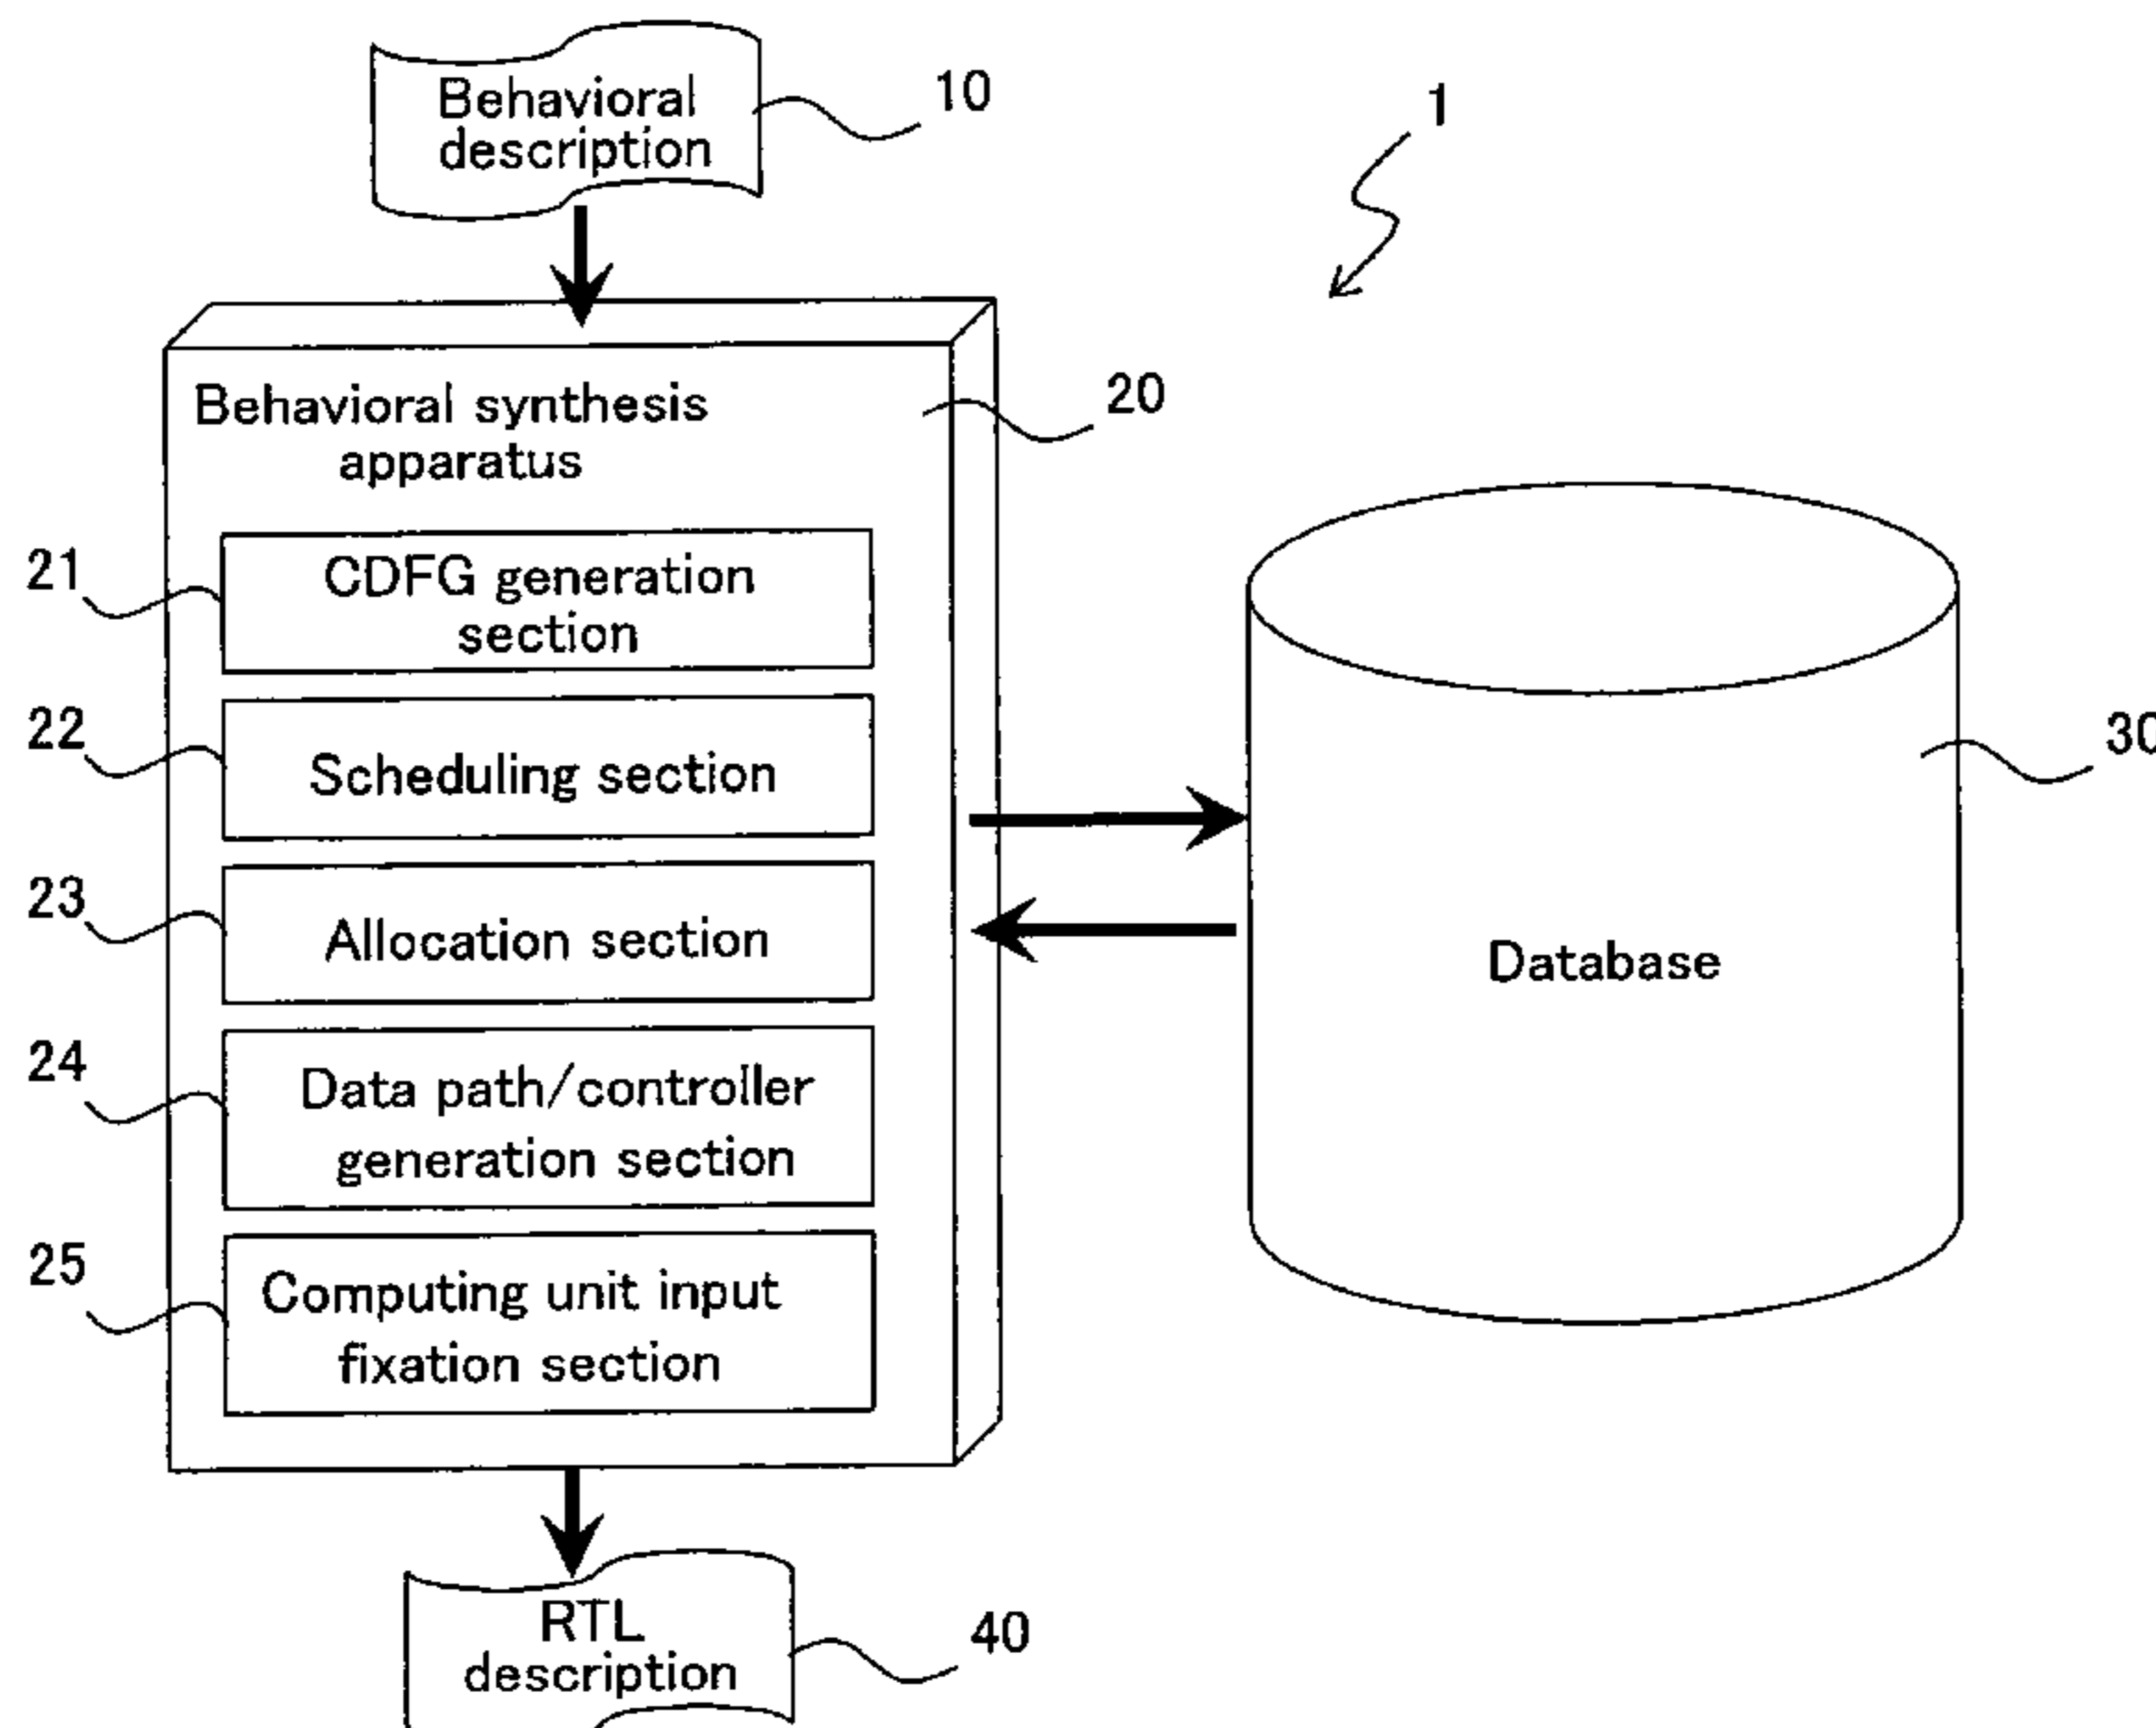 Behavioral
description
10
1
Behavioral synthesis
apparatus
20
21
CDFG generation
section
22
Scheduling section
23
Allocation section
24
Data path/controller
generation section
25
Computing unit input
fixation section
Database
30
RTL
description
40